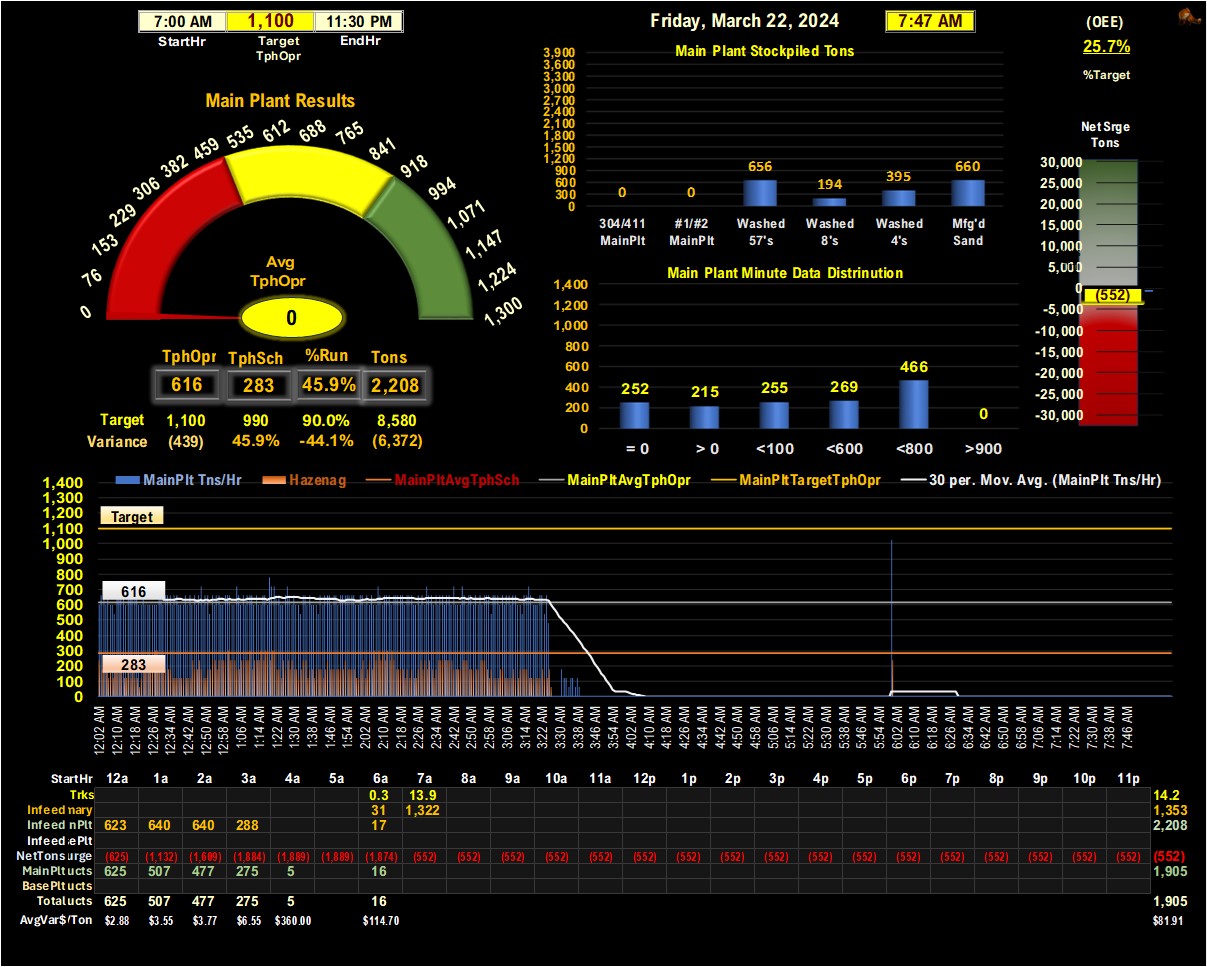 7:00 AM 1,100 11:30 PM
StartHr Target TphOpr EndHr
Friday, March 22, 2024 7:47 AM
(OEE)
25.7%
%Target
Main Plant Results
0 76 153 229 306 382 459 535 612 688 765 841 918 994 1,071 1,147 1,224 1,300
Avg
TphOpr
0
TphOpr TphSch %Run Tons
616 283 45.9% 2,208
Target 1,100 990 90.0% 8,580
Variance (439) 45.9% -44.1% (6,372)
Main Plant Stockpiled Tons
3,900
3,600
3,300
3,000
2,700
2,400
2,100
1,800
1,500
1,200
900
600
300
0
0 0 656 194 395 660
304/411 #1/#2 Washed Washed Washed Mfg'd
MainPlt MainPlt 57's 8's 4's Sand
Main Plant Minute Data Distrinution
1,400
1,200
1,000
800
600
400
200
0
252 215 255 269 466 0
= 0 > 0 <100 <600 <800 >900
Net Srge
Tons
30,000
25,000
20,000
15,000
10,000
5,000
0
(552)
-5,000
-10,000
-15,000
-20,000
-25,000
-30,000
MainPlt Tns/Hr Hazenag MainPltAvgTphSch MainPltAvgTphOpr MainPltTargetTphOpr 30 per. Mov. Avg. (MainPlt Tns/Hr)
1,400
1,300
1,200
1,100
1,000
900
800
700
600
500
400
300
200
100
0
Target
616
283
12:02 AM 12:10 AM 12:18 AM 12:26 AM 12:34 AM 12:42 AM 12:50 AM 12:58 AM 1:06 AM 1:14 AM 1:22 AM 1:30 AM 1:38 AM 1:46 AM 1:54 AM 2:02 AM 2:10 AM 2:18 AM 2:26 AM 2:34 AM 2:42 AM 2:50 AM 2:58 AM 3:06 AM 3:14 AM 3:22 AM 3:30 AM 3:38 AM 3:46 AM 3:54 AM 4:02 AM 4:10 AM 4:18 AM 4:26 AM 4:34 AM 4:42 AM 4:50 AM 4:58 AM 5:06 AM 5:14 AM 5:22 AM 5:30 AM 5:38 AM 5:46 AM 5:54 AM 6:02 AM 6:10 AM 6:18 AM 6:26 AM 6:34 AM 6:42 AM 6:50 AM 6:58 AM 7:06 AM 7:14 AM 7:22 AM 7:30 AM 7:38 AM 7:46 AM
StartHr 12a 1a 2a 3a 4a 5a 6a 7a 8a 9a 10a 11a 12p 1p 2p 3p 4p 5p 6p 7p 8p 9p 10p 11p
Trks 0.3 13.9 14.2
Infeed nary 31 1,322 1,353
Infeed nPlt 623 640 640 288 17 2,208
Infeed ePlt
NetTons urge (625) (1,132) (1,609) (1,884) (1,889) (1,889) (1,874) (552) (552) (552) (552) (552) (552) (552) (552) (552) (552) (552) (552) (552) (552) (552) (552) (552) (552)
MainPlt ucts 625 507 477 275 5 16 1,905
BasePlt ucts
Total ucts 625 507 477 275 5 16 1,905
AvgVar$/Ton $2.88 $3.55 $3.77 $6.55 $360.00 $114.70 $81.91